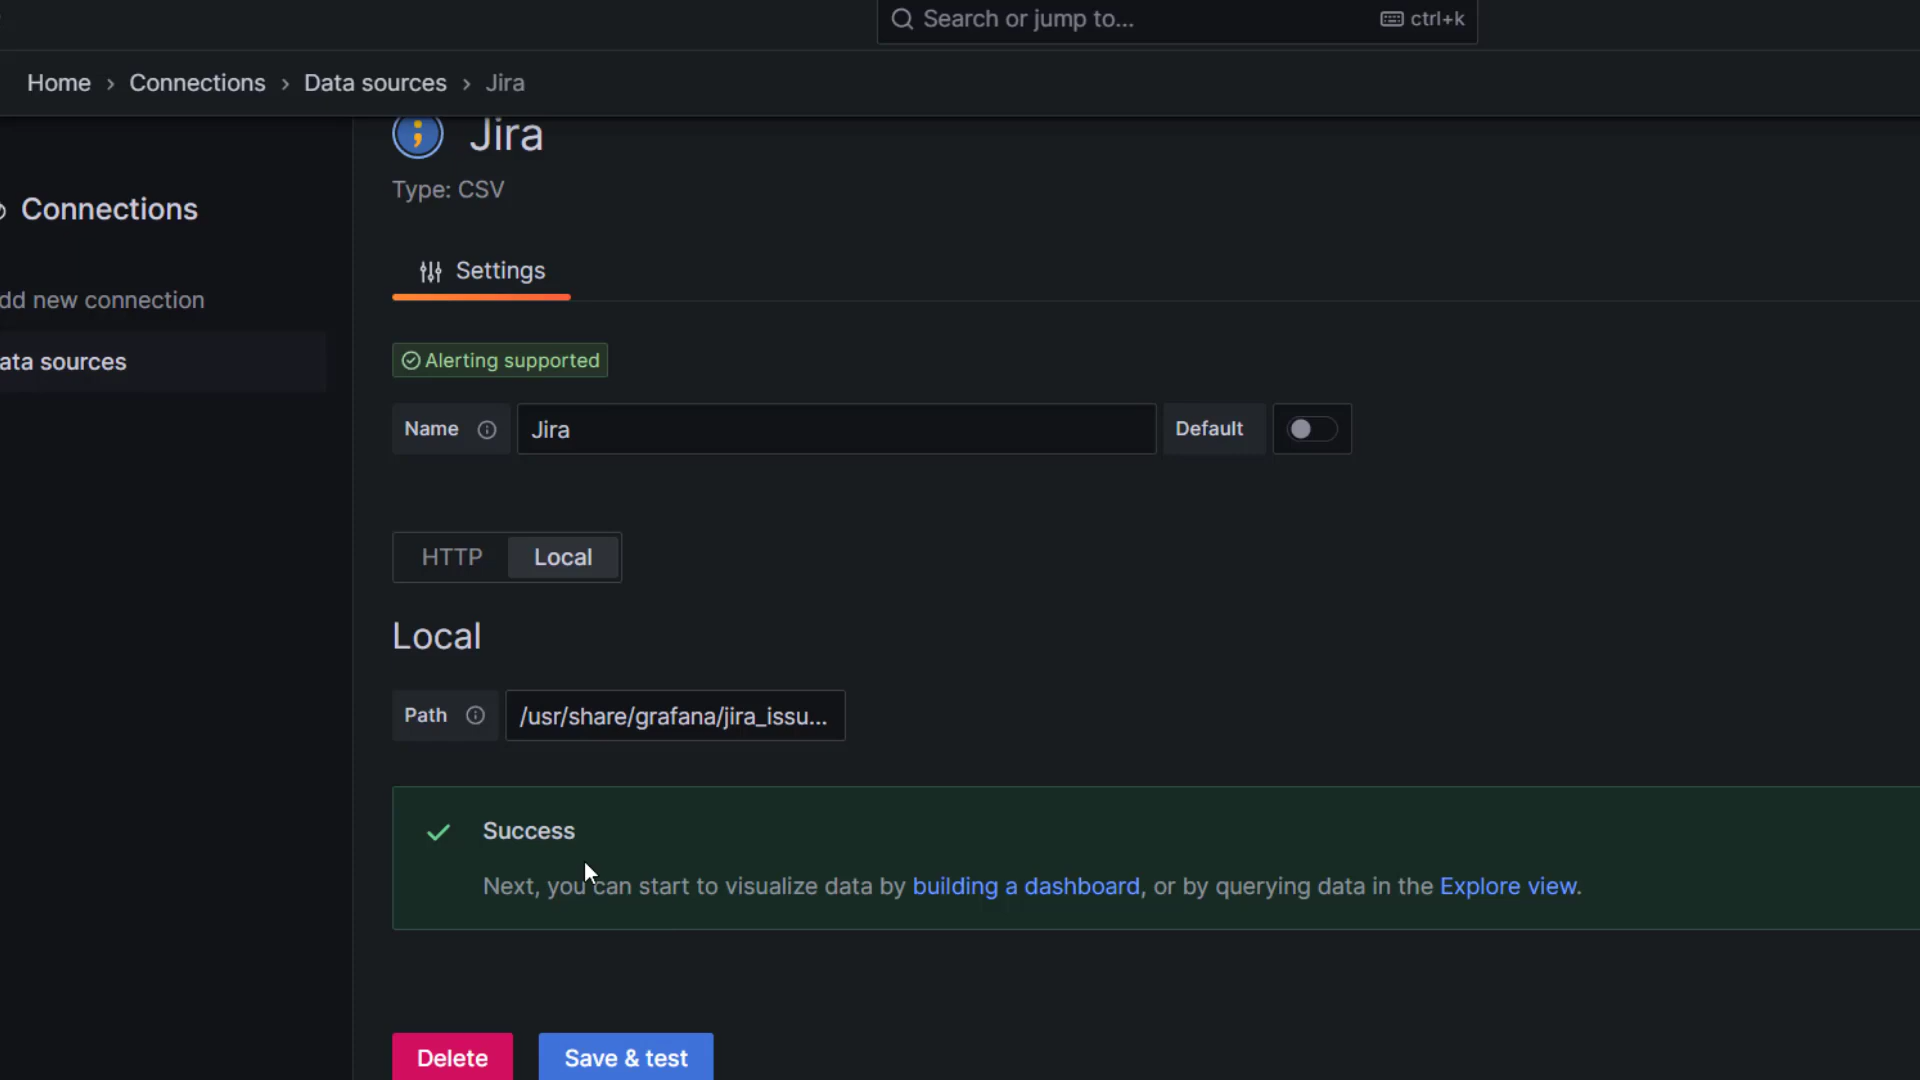 Search or jump to... ctrl+k
Home › Connections › Data sources › Jira
Jira
Type: CSV
Connections
dd new connection
ata sources
Settings
Alerting supported
Name Jira Default
HTTP Local
Local
Path /usr/share/grafana/jira_issu...
Success
Next, you can start to visualize data by building a dashboard, or by querying data in the Explore view.
Delete Save & test